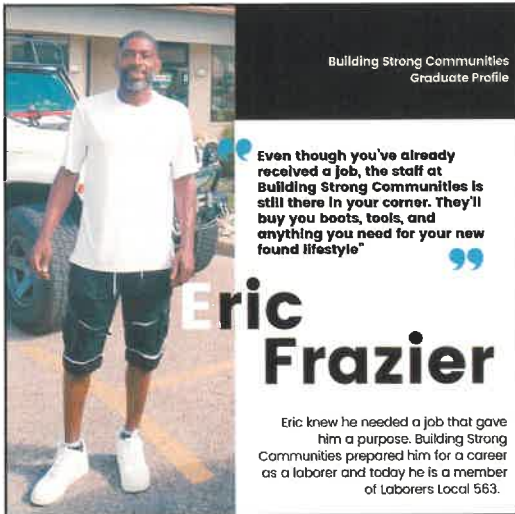 Building Strong Communities
Graduate Profile
“Even though you've already
received a job, the staff at
Building Strong Communities is
still there in your corner. They'll
buy you boots, tools, and
anything you need for your new
found lifestyle"
”
Eric
Frazier
Eric knew he needed a job that gave
him a purpose. Building Strong
Communities prepared him for a career
as a laborer and today he is a member
of Laborers Local 563.